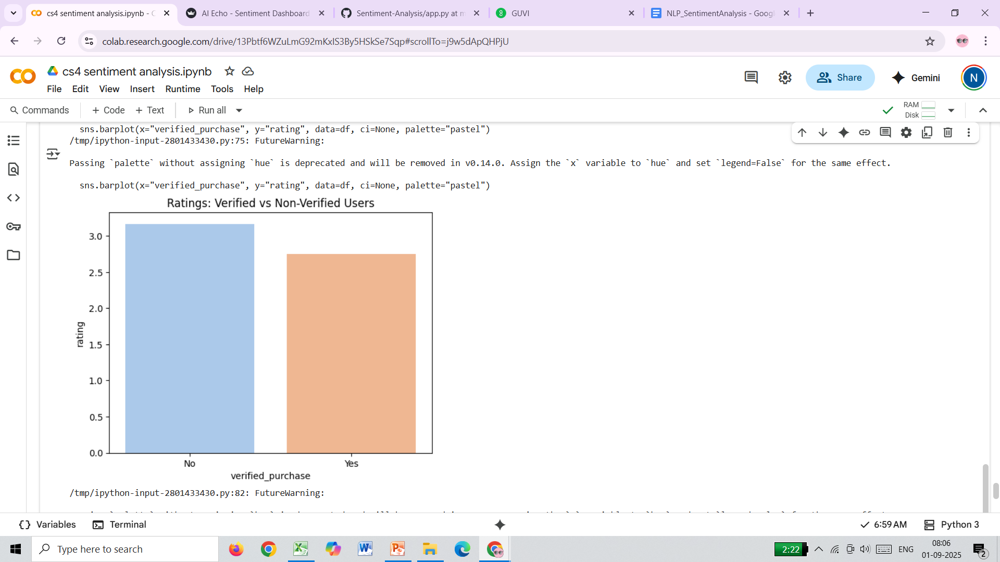 cs4 sentiment analysis.ipynb - C
AI Echo - Sentiment Dashboard
Sentiment-Analysis/app.py at m
GUVI
NLP_SentimentAnalysis - Googl
colab.research.google.com/drive/13Pbtf6WZuLmG92mKxIS3By5HSkSe7Sqp#scrollTo=j9w5dApQHPjU
cs4 sentiment analysis.ipynb
File Edit View Insert Runtime Tools Help
Share
Gemini
N
Commands + Code + Text Run all
RAM
Disk
sns.barplot(x="verified_purchase", y="rating", data=df, ci=None, palette="pastel")
/tmp/ipython-input-2801433430.py:75: FutureWarning:
Passing `palette` without assigning `hue` is deprecated and will be removed in v0.14.0. Assign the `x` variable to `hue` and set `legend=False` for the same effect.
sns.barplot(x="verified_purchase", y="rating", data=df, ci=None, palette="pastel")
Ratings: Verified vs Non-Verified Users
3.0
2.5
2.0
1.5
1.0
0.5
0.0
rating
No Yes
verified_purchase
/tmp/ipython-input-2801433430.py:82: FutureWarning:
Variables Terminal
6:59 AM Python 3
Type here to search
2:22
ENG
08:06
01-09-2025
2